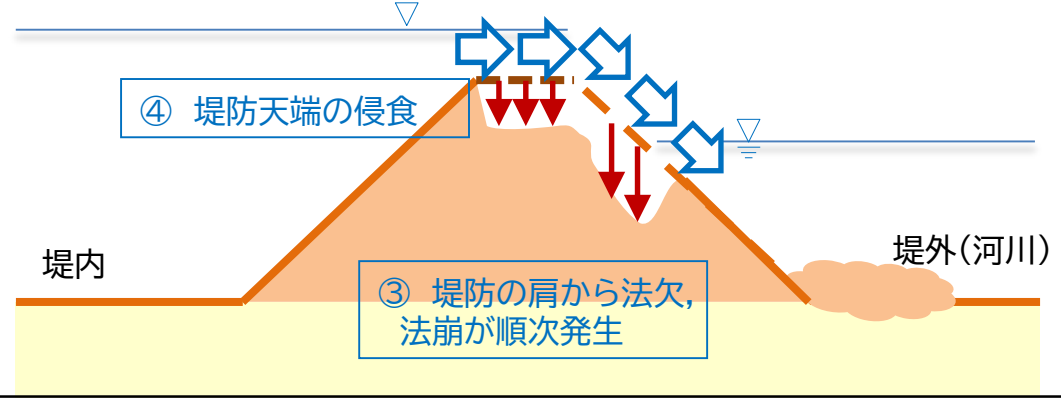 ④ 堤防天端の侵食
堤内
堤外(河川)
③ 堤防の肩から法欠,
法崩が順次発生